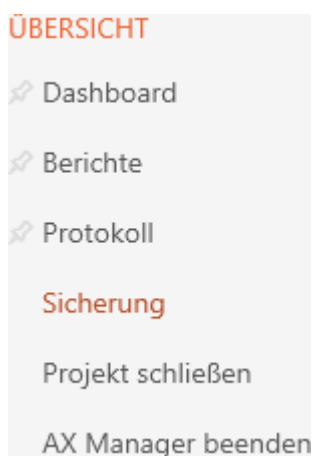 ÜBERSICHT
Dashboard
Berichte
Protokoll
Sicherung
Projekt schließen
AX Manager beenden